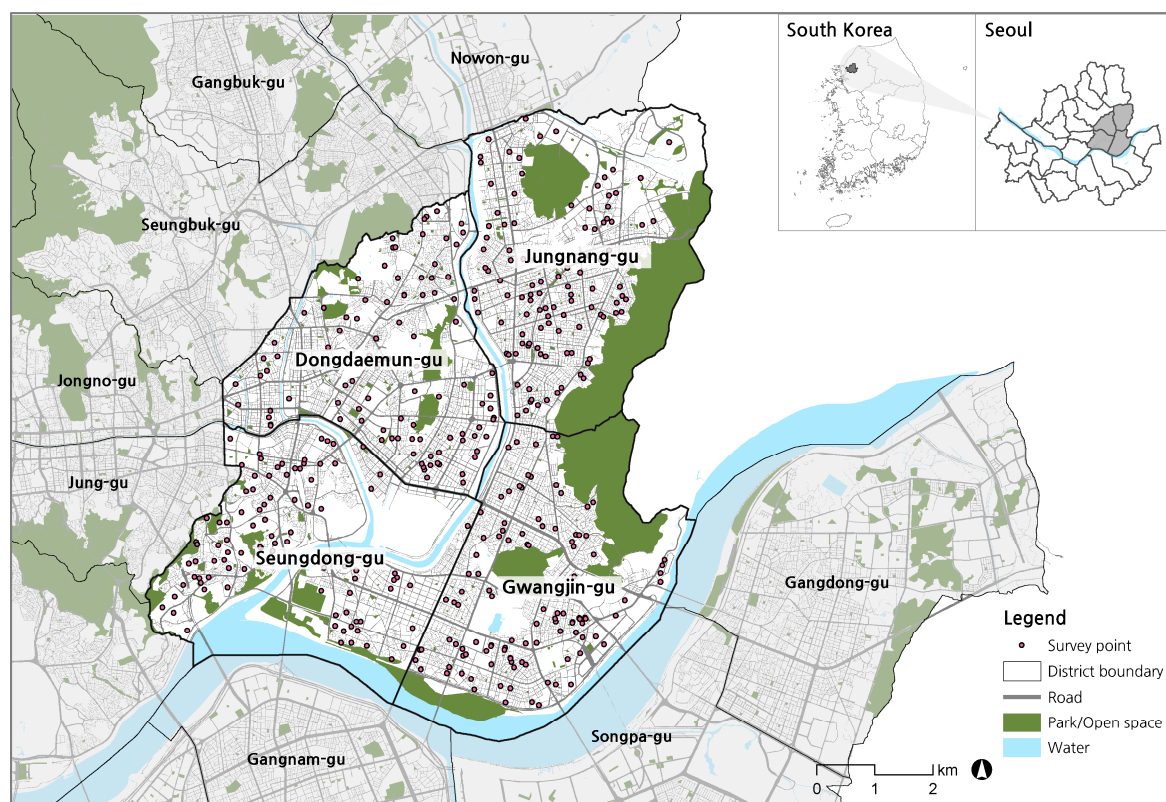 South Korea
Seoul
Nowon-gu
Gangbuk-gu
Seungbuk-gu
Jungnang-gu
Dongdaemun-gu
Jongno-gu
Jung-gu
Seungdong-gu
Gwangjin-gu
Gangdong-gu
Songpa-gu
Gangnam-gu
Legend
Survey point
District boundary
Road
Park/Open space
Water
km
0 1 2